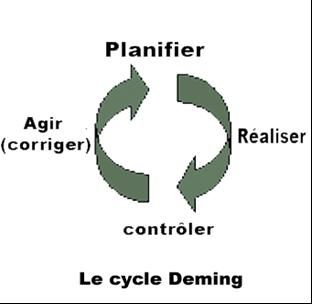 Planifier
Agir
(corriger)
Réaliser
contrôler
Le cycle Deming